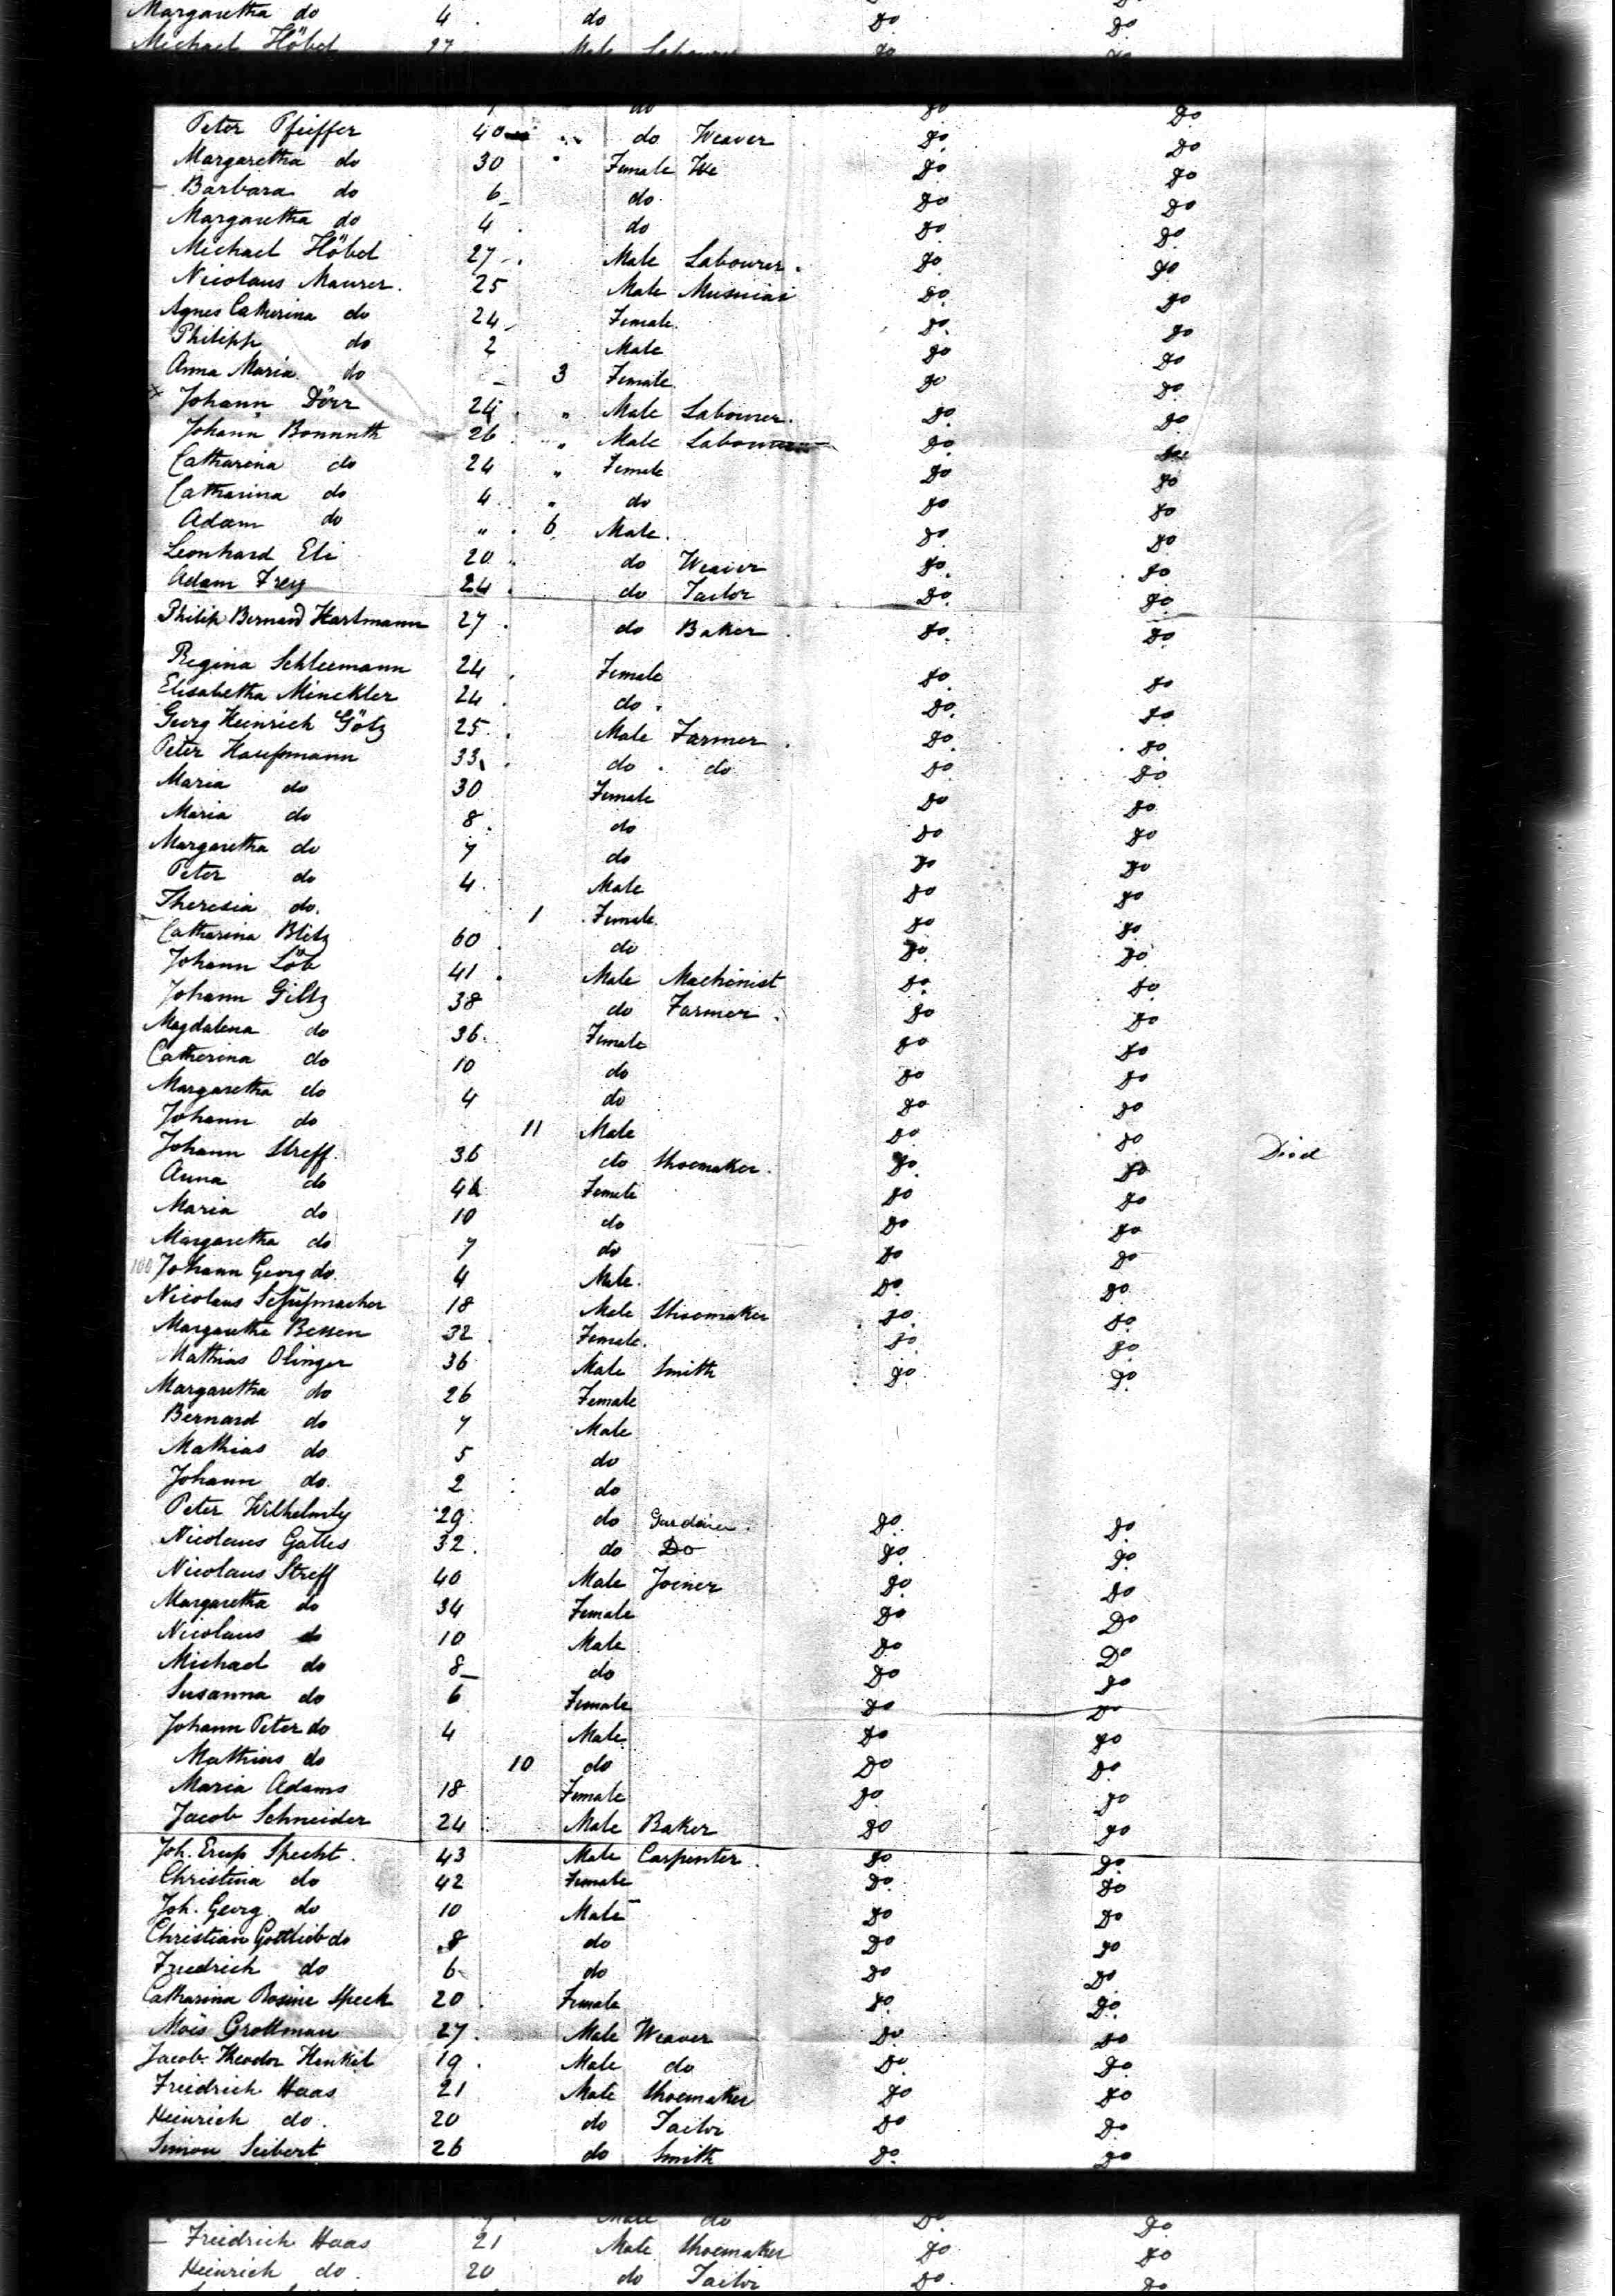 Margaretha do 4 . do Do Do
Michael Höbel 27 Male Labourer Do Do
do Do Do
Peter Pfeiffer 40 " do Weaver Do Do
Margaretha do 30 " Female Do Do
Barbara do 6 do Do Do
Margaretha do 4 . do Do Do
Michael Höbel 27 . Male Labourer . Do Do
Nicolaus Maurer . 25 Male Do Do
Agnes Catherina do 24 Female Do Do
Philipp do 2 Male Do Do
Anna Maria do - 3 Female Do Do
x Johann Dörr 24 . " Male Labourer . Do Do
Johann Bonnuth 26 . " Male Labourer Do Do
Catharina do 24 " Female Do Do
Catharina do 4 . " do Do Do
Adam do " . 6 Male . Do Do
Leonhard Eli 20 . do Weaver Do Do
Adam Frey 24 . do Tailor Do Do
Philip Bernard Hartmann 27 . do Baker . Do Do
Regina Schleemann 24 . Female Do Do
Elisabetha Minckler 24 . do . Do Do
Georg Heinrich Götz 25 . Male Farmer . Do Do
Peter Haupmann 33 . do . do Do Do
Maria do 30 Female Do Do
Maria do 8 . do Do Do
Margaretha do 7 do Do Do
Peter do 4 . Male Do Do
Theresia do . 1 Female Do Do
Catharina Bletz 60 . do Do Do
Johann Löb 41 . Male Machinist Do Do
Johann Giltz 38 do Farmer . Do Do
Magdalena do 36 . Female Do Do
Catherina do 10 do Do Do
Margaretha do 4 do Do Do
Johann do 11 Male Do Do Died
Johann Streff . 36 do Shoemaker . Do Do
Anna do Female Do Do
Maria do 10 do Do Do
Margaretha do 7 do Do Do
100 Johann Georg do . 4 Male . Do Do
Nicolaus Schußmacher 18 Male Shoemaker Do Do
Margaretha Bessen 32 . Female . Do Do
Mathias Olinger 36 Male Smith Do Do
Margaretha do 26 Female
Bernard do 7 Male
Mathias do 5 do
Johann do . 2 do
Peter Wilhelmly 29 . do Gardener . Do Do
Nicolaus Galles 32 . do Do Do Do
Nicolaus Streff 40 Male Joiner Do Do
Margaretha do 34 Female Do Do
Nicolaus do 10 Male Do Do
Michael do 8 do Do Do
Susanna do 6 Female Do Do
Johann Peter do 4 Male Do Do
Mathias do 10 do Do Do
Maria Adams 18 Female Do Do
Jacob Schneider 24 . Male Baker Do Do
Joh. Specht . 43 Male Carpenter . Do Do
Christina do 42 Female Do Do
Joh. Georg do 10 Male Do Do
Christian Gottlieb do 8 do Do Do
Friedrich do 6 do Do Do
Catharina Rosine Speck 20 . Female Do Do
Grottman 27 . Male Weaver Do Do
Jacob Theodor Henkel 19 . Male do Do Do
Friedrich Haas 21 Male Shoemaker Do Do
Heinrich do . 20 do Tailor Do Do
Simon Seibert 26 do Smith Do Do
Male do Do Do
Friedrich Haas 21 Male Shoemaker Do Do
Heinrich do . 20 do Tailor Do Do